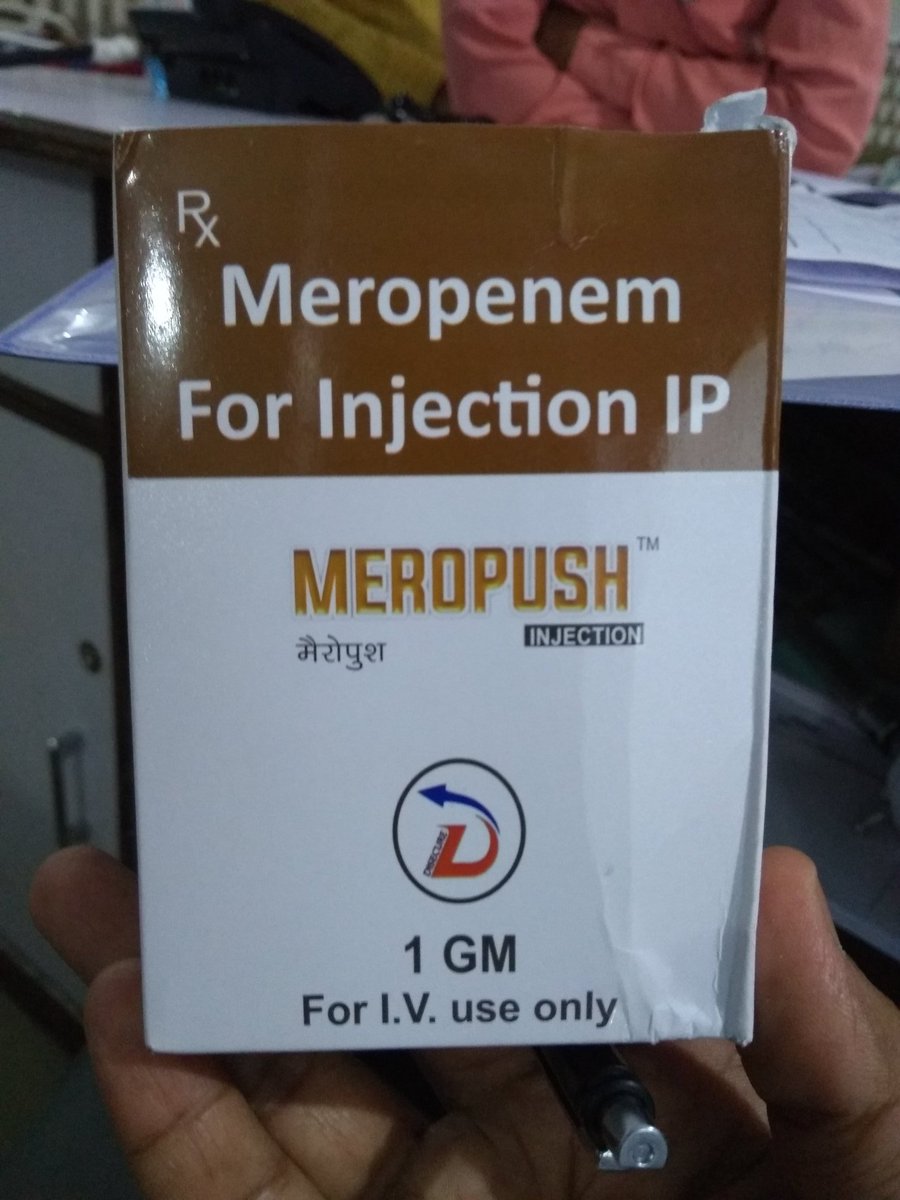 Rx
Meropenem
For Injection IP
MEROPUSH™
INJECTION
मैरोपुश
D
1 GM
For I.V. use only